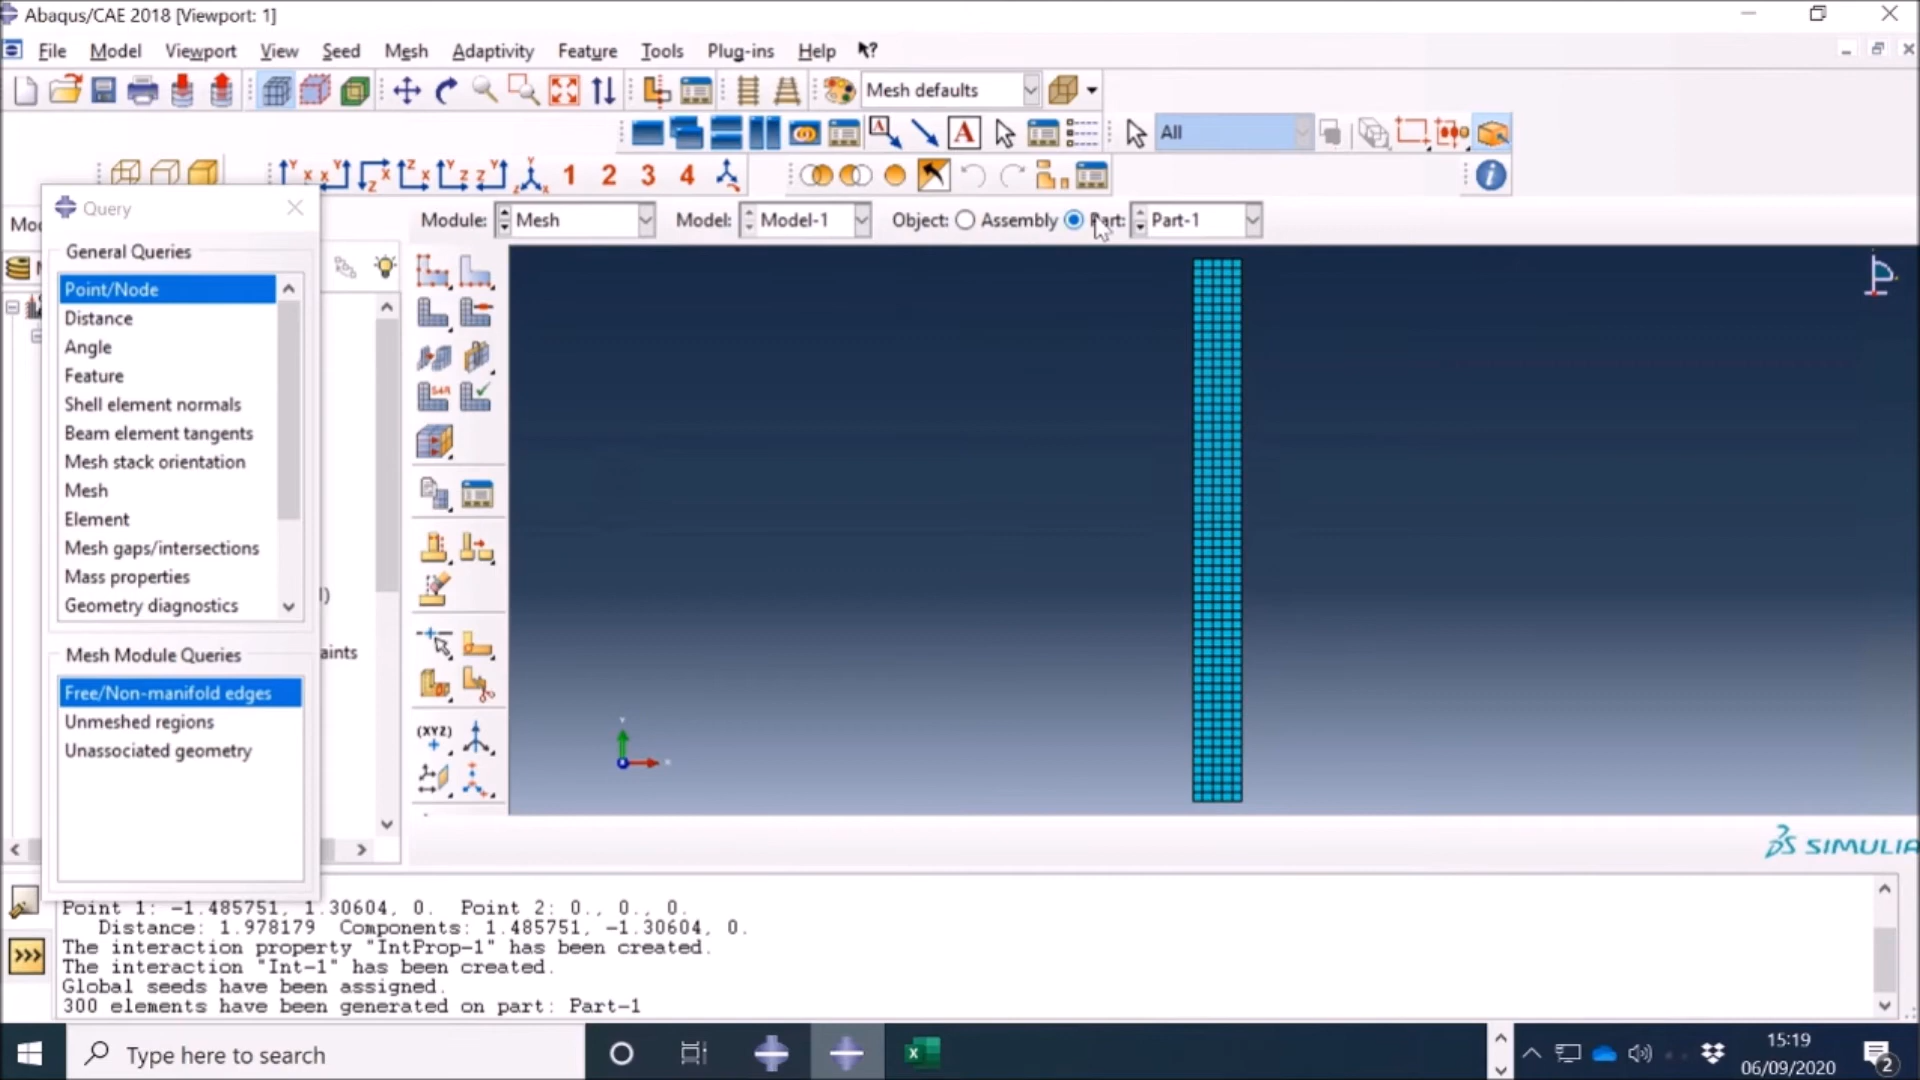 Abaqus/CAE 2018 [Viewport: 1]
File Model Viewport View Seed Mesh Adaptivity Feature Tools Plug-ins Help
Mesh defaults
A A All
1 2 3 4
Query
Module: Mesh Model: Model-1 Object: Assembly Part: Part-1
General Queries
Point/Node
Distance
Angle
Feature
Shell element normals
Beam element tangents
Mesh stack orientation
Mesh
Element
Mesh gaps/intersections
Mass properties
Geometry diagnostics
Mesh Module Queries
aints
Free/Non-manifold edges
Unmeshed regions
Unassociated geometry
(XYZ)
Y
X
SIMULIA
Point 1: -1.485751, 1.30604, 0. Point 2: 0., 0., 0.
Distance: 1.978179 Components: 1.485751, -1.30604, 0.
The interaction property "IntProp-1" has been created.
The interaction "Int-1" has been created.
Global seeds have been assigned.
300 elements have been generated on part: Part-1
Type here to search
15:19
06/09/2020
2